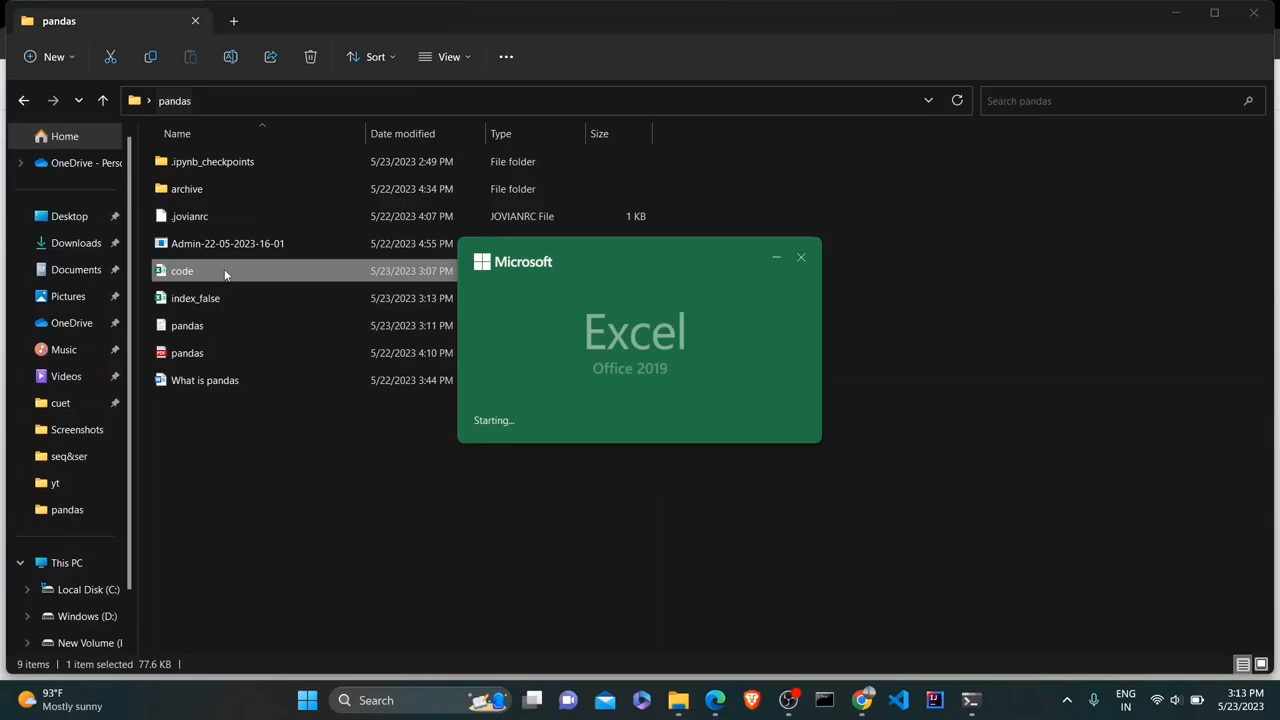 pandas
New
Sort
View
pandas
Search pandas
Name
Date modified
Type
Size
Home
OneDrive - Perso
Desktop
Downloads
Documents
Pictures
OneDrive
Music
Videos
cuet
Screenshots
seq&ser
yt
pandas
This PC
Local Disk (C:)
Windows (D:)
New Volume (
.ipynb_checkpoints 5/23/2023 2:49 PM File folder
archive 5/22/2023 4:34 PM File folder
.jovianrc 5/22/2023 4:07 PM JOVIANRC File 1 KB
Admin-22-05-2023-16-01 5/22/2023 4:55 PM
code 5/23/2023 3:07 PM
index_false 5/23/2023 3:13 PM
pandas 5/23/2023 3:11 PM
pandas 5/22/2023 4:10 PM
What is pandas 5/22/2023 3:44 PM
Microsoft
Excel
Office 2019
Starting...
9 items 1 item selected 77.6 KB
93°F
Mostly sunny
Search
ENG
IN
3:13 PM
5/23/2023